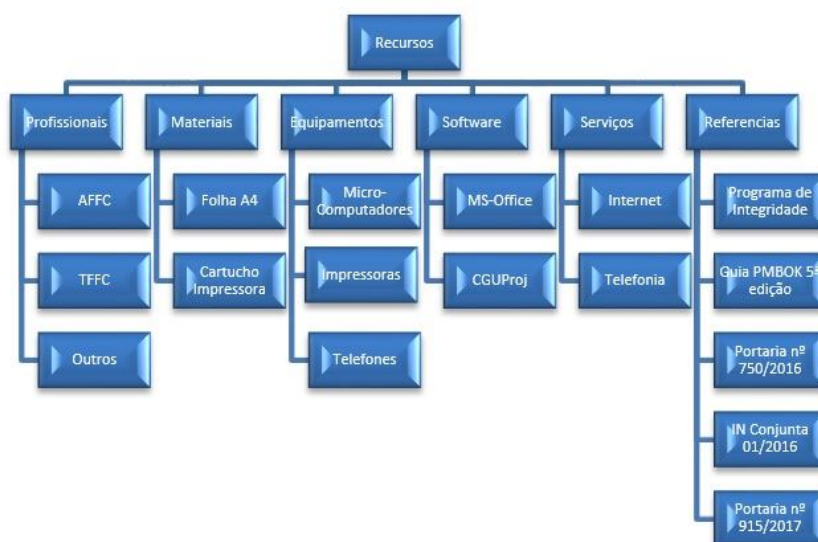 Recursos
Profissionais
Materiais
Equipamentos
Software
Serviços
Referencias
AFFC
Folha A4
Micro-
Computadores
MS-Office
Internet
Programa de
Integridade
TFFC
Cartucho
Impressora
Impressoras
CGUProj
Telefonia
Guia PMBOK 5ª
edição
Outros
Telefones
Portaria nº
750/2016
IN Conjunta
01/2016
Portaria nº
915/2017